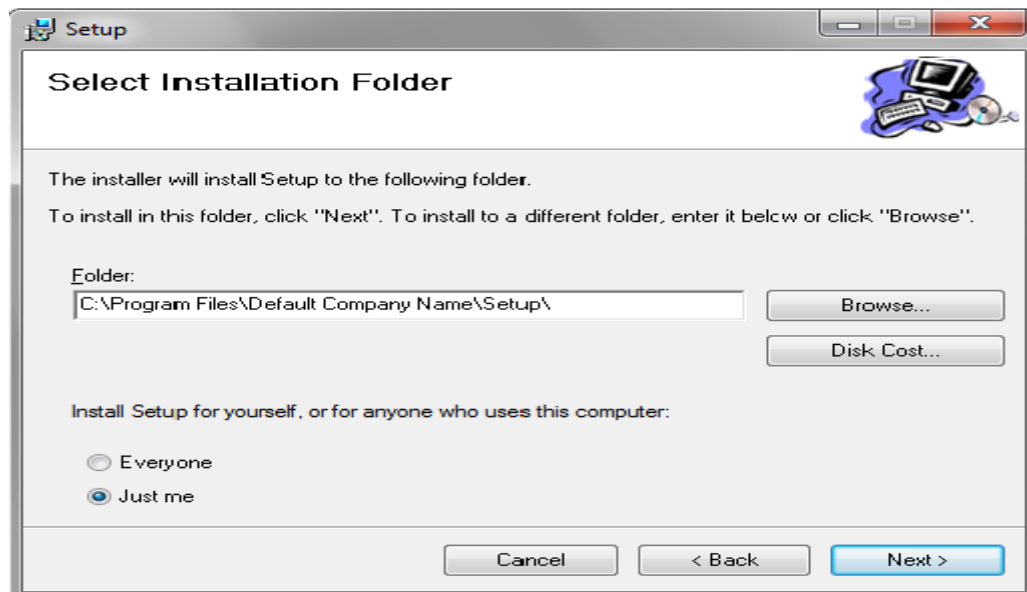 Setup
Select Installation Folder
The installer will install Setup to the following folder.
To install in this folder, click "Next". To install to a different folder, enter it below or click "Browse".
Folder:
C:\Program Files\Default Company Name\Setup\
Browse...
Disk Cost...
Install Setup for yourself, or for anyone who uses this computer:
Everyone
Just me
Cancel
< Back
Next >